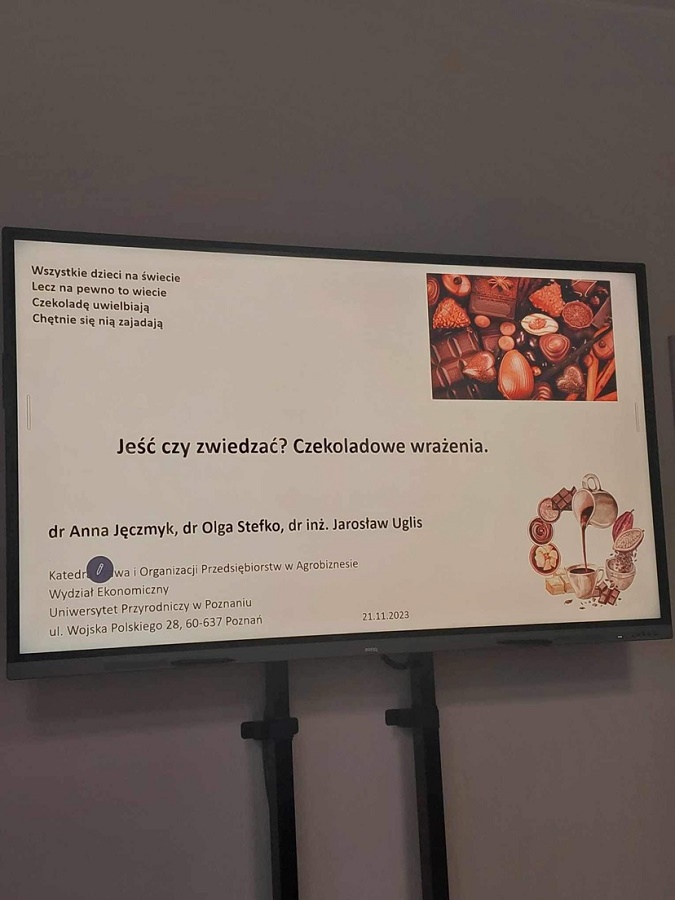 Wszystkie dzieci na świecie
Lecz na pewno to wiecie
Czekoladę uwielbiają
Chętnie się nią zajadają
Jeść czy zwiedzać? Czekoladowe wrażenia.
dr Anna Jęczmyk, dr Olga Stefko, dr inż. Jarosław Uglis
i Organizacji Przedsiębiorstw w Agrobiznesie
Wydział Ekonomiczny
Uniwersytet Przyrodniczy w Poznaniu
ul. Wojska Polskiego 28, 60-637 Poznań
21.11.2023
BenQ